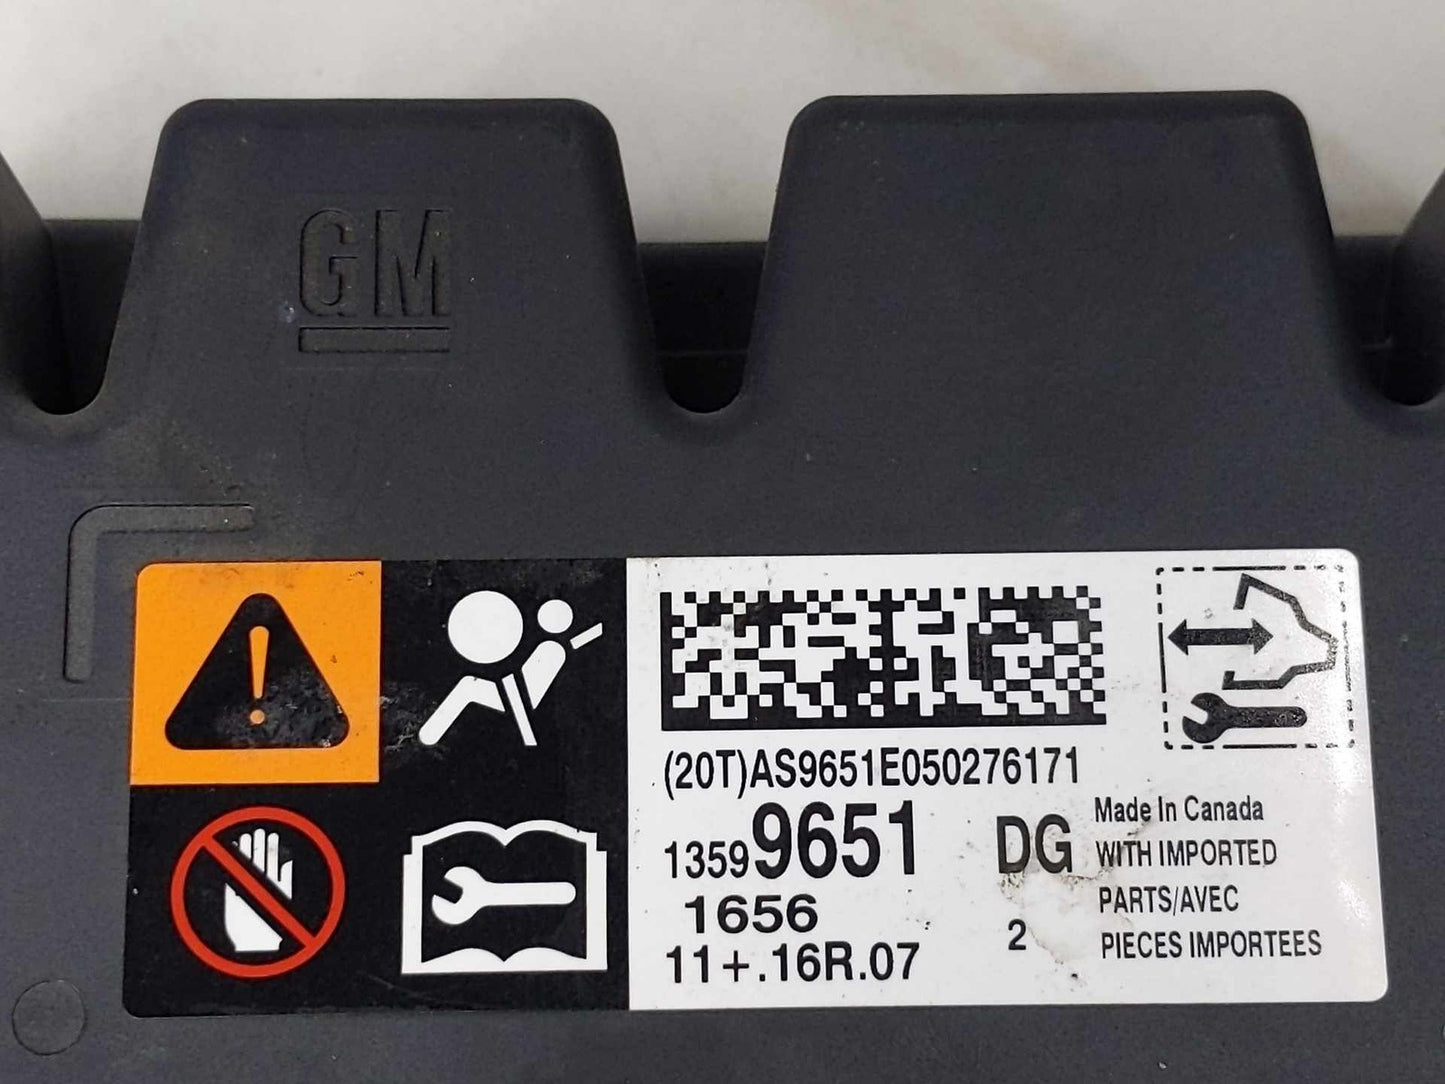 GM
(20T)AS9651E050276171
13599651 DG
1656
11+.16R.07 2
Made In Canada
WITH IMPORTED
PARTS/AVEC
PIECES IMPORTEES